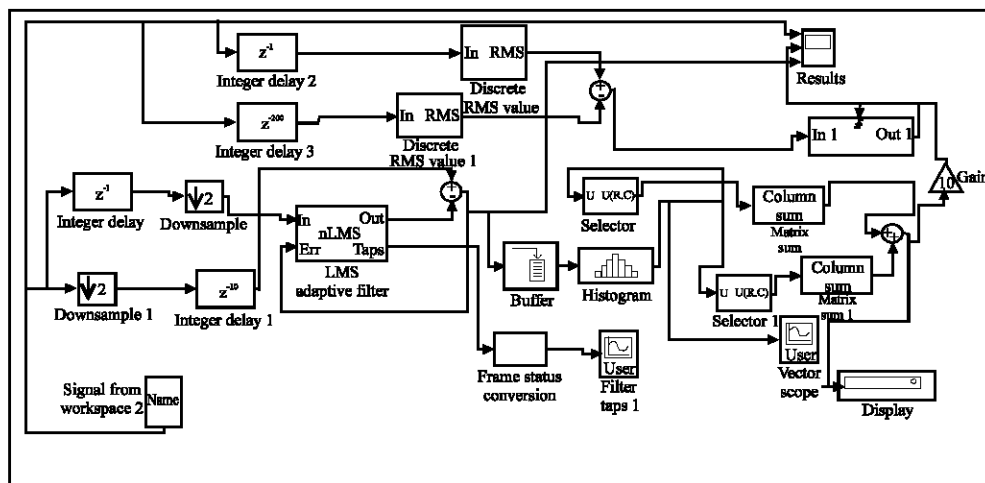 z-1
Integer delay 2
In RMS
Discrete
RMS value
Results
z-200
Integer delay 3
In RMS
Discrete
RMS value 1
In 1 Out 1
z-1
Integer delay
2
Downsample
In Out
nLMS
Err Taps
LMS
adaptive filter
U U(R,C)
Selector
Column
sum
Matrix
sum
10
Gain
2
Downsample 1
z-10
Integer delay 1
Buffer
Histogram
U U(R,C)
Selector 1
Column
sum
Matrix
sum 1
Frame status
conversion
User
Filter
taps 1
User
Vector
scope
Display
Signal from
workspace 2
Name